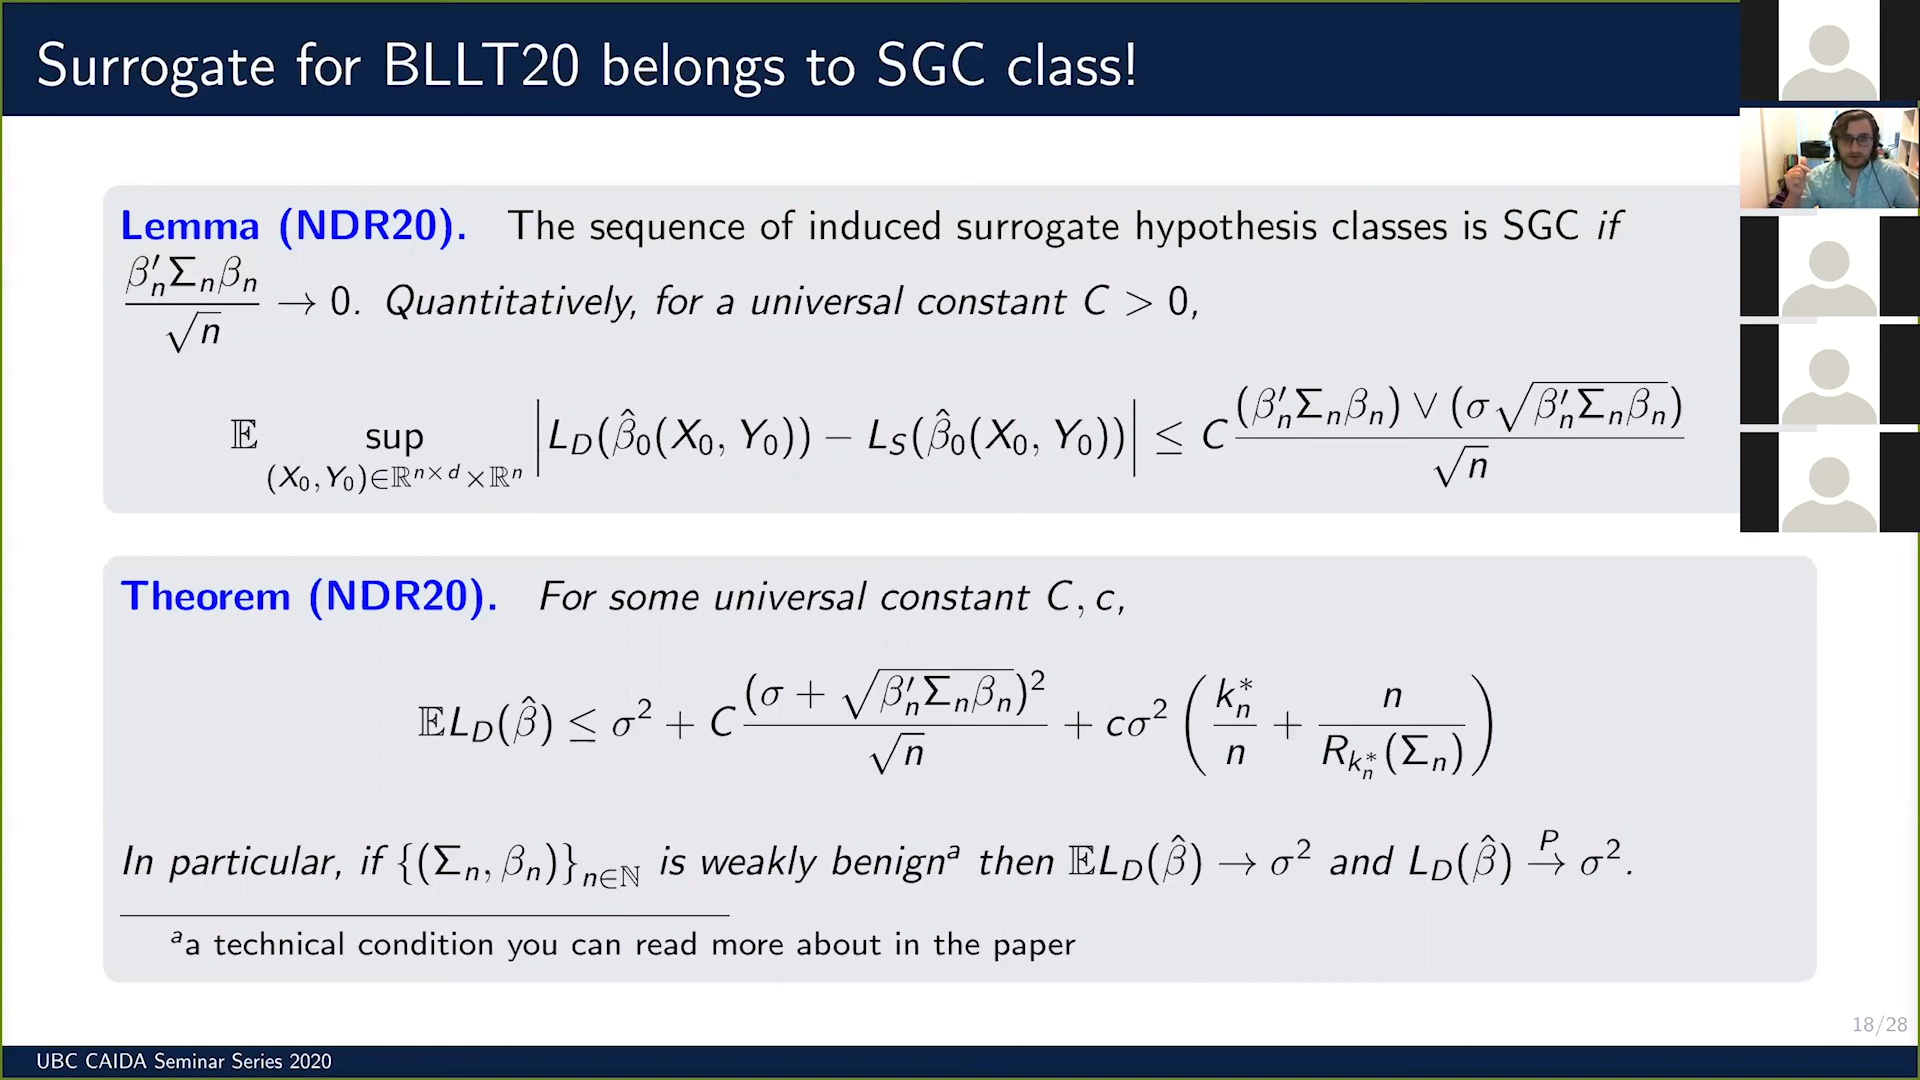 Surrogate for BLLT20 belongs to SGC class!
Lemma (NDR20). The sequence of induced surrogate hypothesis classes is SGC if
β′ₙΣₙβₙ / √n → 0. Quantitatively, for a universal constant C > 0,
𝔼 sup_{(X₀,Y₀)∈ℝ^{n×d}×ℝⁿ} |L_D(β̂₀(X₀, Y₀)) − L_S(β̂₀(X₀, Y₀))| ≤ C (β′ₙΣₙβₙ) ∨ (σ√(β′ₙΣₙβₙ)) / √n
Theorem (NDR20). For some universal constant C, c,
𝔼L_D(β̂) ≤ σ² + C (σ + √(β′ₙΣₙβₙ))² / √n + cσ² (k*ₙ / n + n / R_{k*ₙ}(Σₙ))
In particular, if {(Σₙ, βₙ)}_{n∈ℕ} is weakly benignᵃ then 𝔼L_D(β̂) → σ² and L_D(β̂) →ᴾ σ².
ᵃa technical condition you can read more about in the paper
18/28
UBC CAIDA Seminar Series 2020